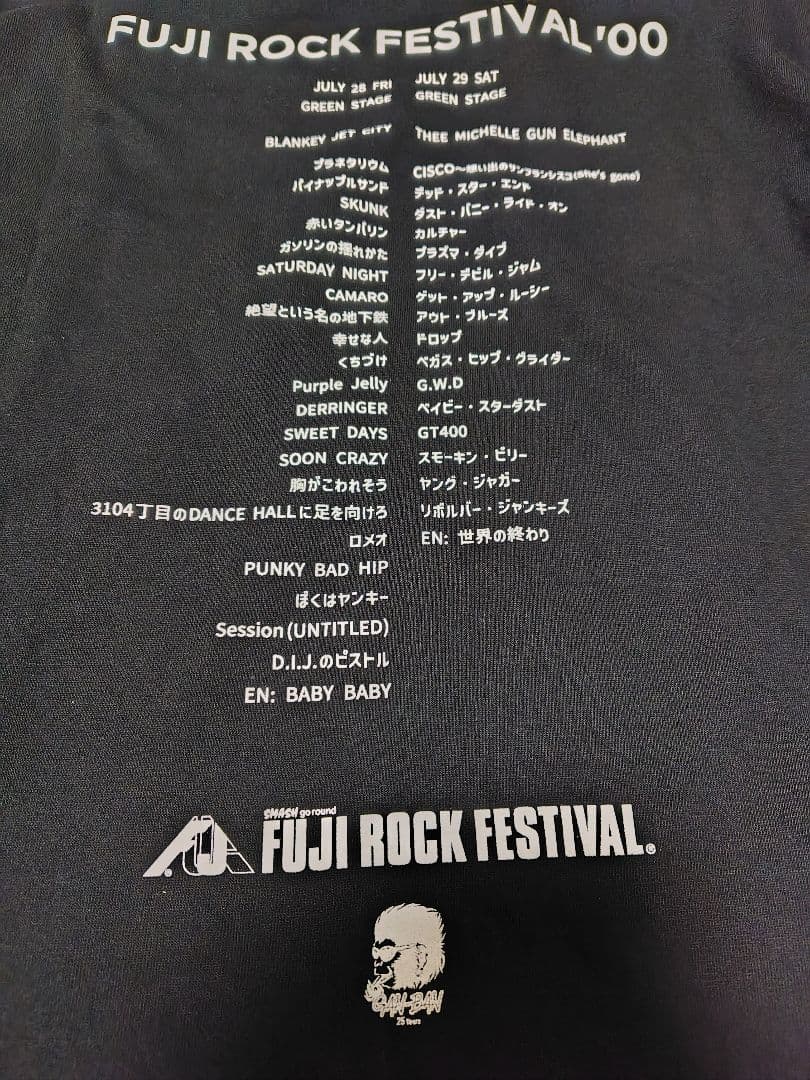 FUJI ROCK FESTIVAL'00
JULY 28 FRI
GREEN STAGE
BLANKEY JET CITY
プラネタリウム
パイナップルサンド
SKUNK
赤いタンバリン
ガソリンの揺れかた
SATURDAY NIGHT
CAMARO
絶望という名の地下鉄
幸せな人
くちづけ
Purple Jelly
DERRINGER
SWEET DAYS
SOON CRAZY
胸がこわれそう
3104丁目のDANCE HALLに足を向けろ
ロメオ
PUNKY BAD HIP
ぼくはヤンキー
Session(UNTITLED)
D.I.J.のピストル
EN: BABY BABY
JULY 29 SAT
GREEN STAGE
THEE MICHELLE GUN ELEPHANT
CISCO〜想い出のサンフランシスコ(she's gone)
デッド・スター・エンド
ダスト・バニー・ライド・オン
カルチャー
プラズマ・ダイブ
フリー・デビル・ジャム
ゲット・アップ・ルーシー
アウト・ブルーズ
ドロップ
ベガス・ヒップ・グライダー
G.W.D
ベイビー・スターダスト
GT400
スモーキン・ビリー
ヤング・ジャガー
リボルバー・ジャンキーズ
EN: 世界の終わり
SMASH go round
FUJI ROCK FESTIVAL®
GAN-BAN
25 Years